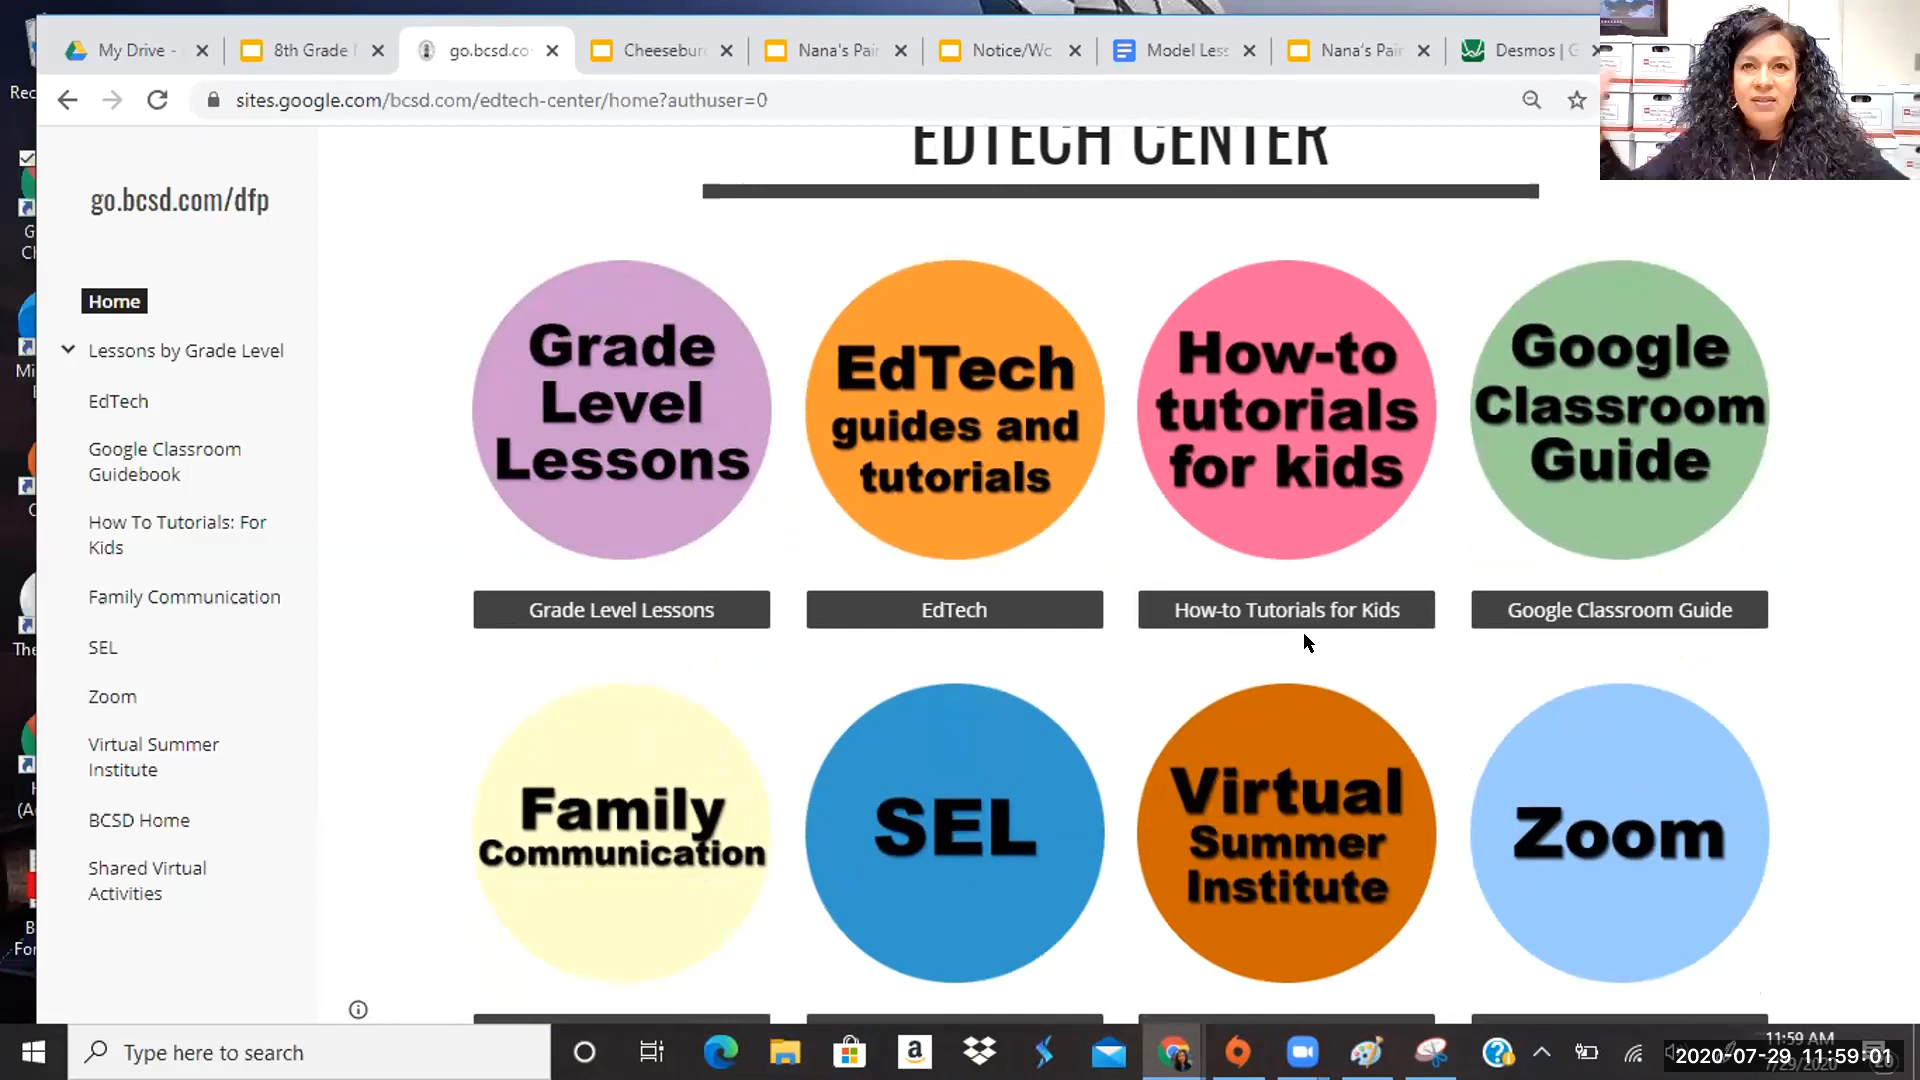 My Drive -
8th Grade
go.bcsd.co
Cheesebur
Nana's Pai
Notice/Wo
Model Less
Nana's Pai
Desmos | G
sites.google.com/bcsd.com/edtech-center/home?authuser=0
EDTECH CENTER
go.bcsd.com/dfp
Home
Lessons by Grade Level
EdTech
Google Classroom
Guidebook
How To Tutorials: For
Kids
Family Communication
SEL
Zoom
Virtual Summer
Institute
BCSD Home
Shared Virtual
Activities
Grade
Level
Lessons
EdTech
guides and
tutorials
How-to
tutorials
for kids
Google
Classroom
Guide
Grade Level Lessons
EdTech
How-to Tutorials for Kids
Google Classroom Guide
Family
Communication
SEL
Virtual
Summer
Institute
Zoom
Type here to search
11:59 AM
2020-07-29 11:59:01